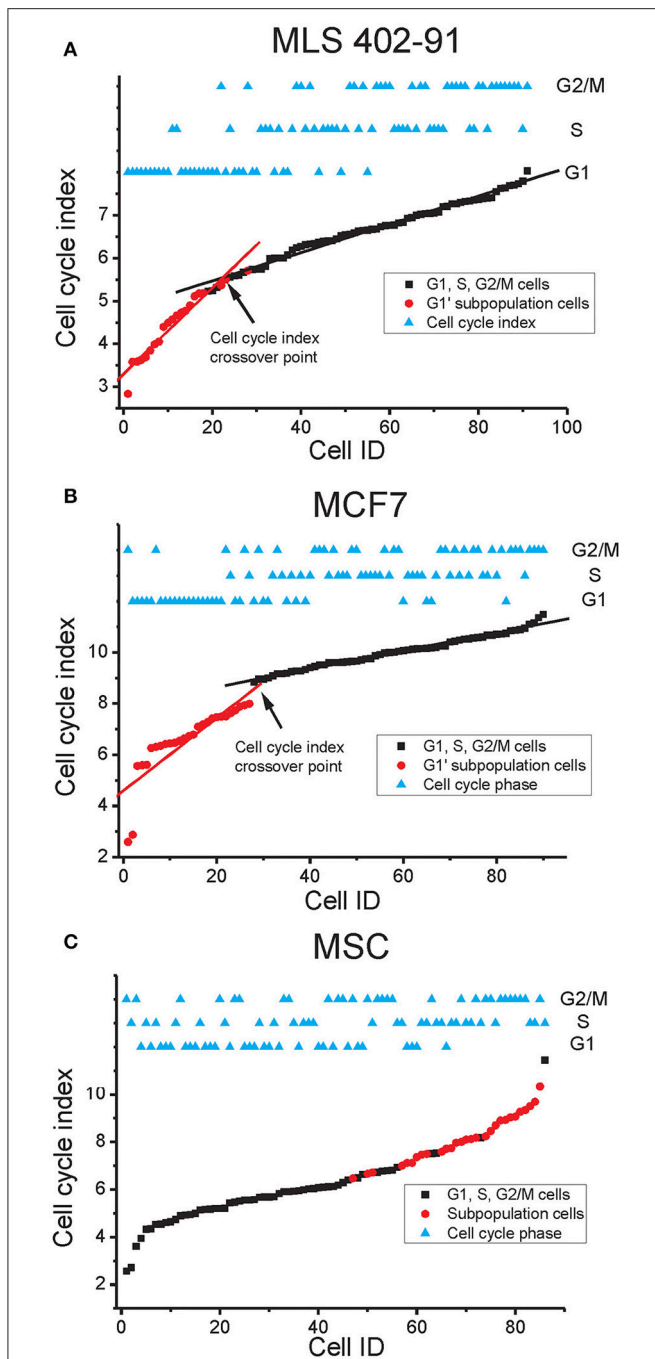 A
MLS 402-91
G2/M
S
G1
Cell cycle index
7
6
5
4
3
G1, S, G2/M cells
G1' subpopulation cells
Cell cycle index
Cell cycle index
crossover point
0 20 40 60 80 100
Cell ID
B
MCF7
G2/M
S
G1
Cell cycle index
10
8
6
4
2
Cell cycle index
crossover point
G1, S, G2/M cells
G1' subpopulation cells
Cell cycle phase
0 20 40 60 80
Cell ID
C
MSC
G2/M
S
G1
Cell cycle index
10
8
6
4
2
G1, S, G2/M cells
Subpopulation cells
Cell cycle phase
0 20 40 60 80
Cell ID